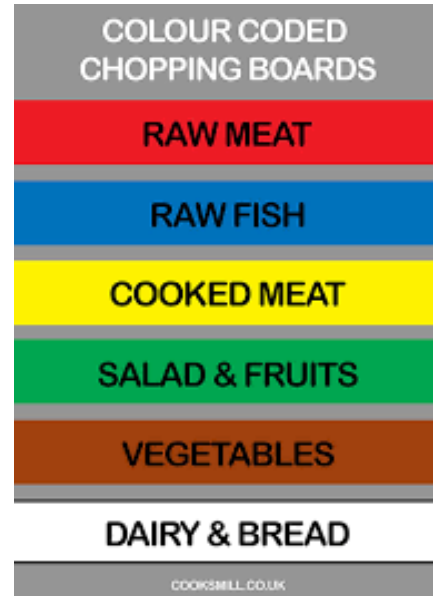 COLOUR CODED
CHOPPING BOARDS
RAW MEAT
RAW FISH
COOKED MEAT
SALAD & FRUITS
VEGETABLES
DAIRY & BREAD
COOKSMILL.CO.UK